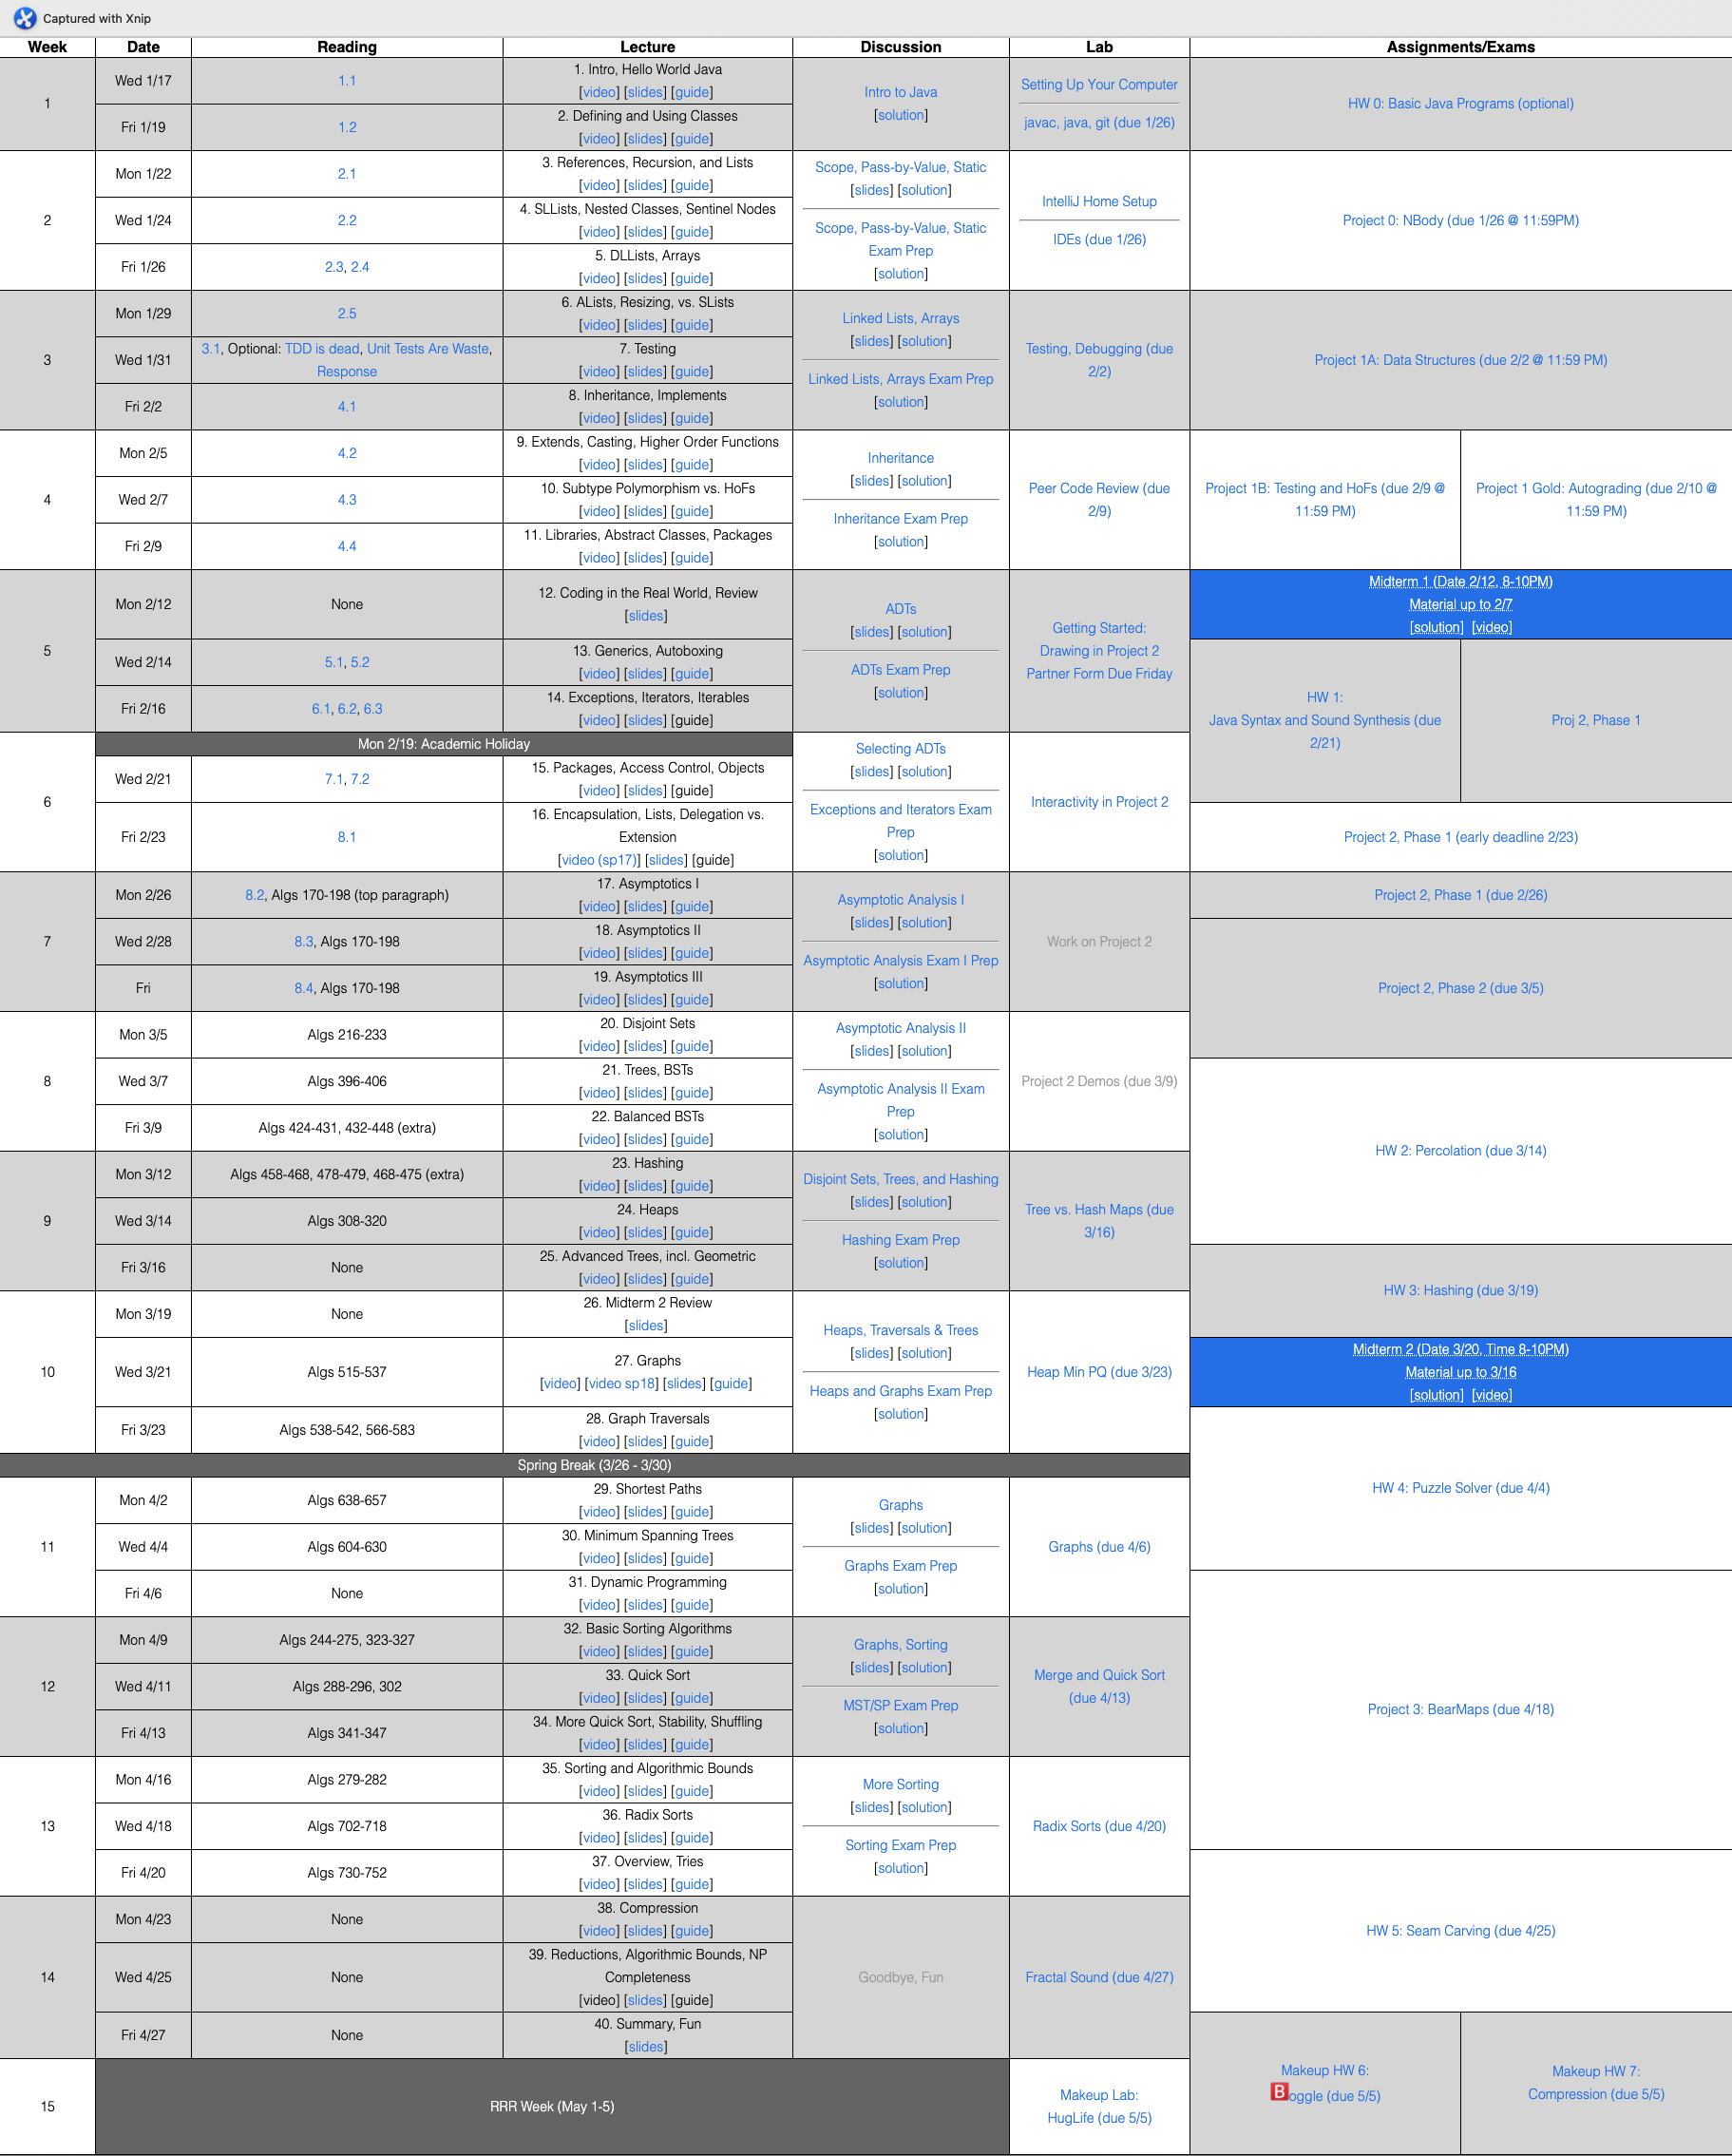 Captured with Xnip
Week Date Reading Lecture Discussion Lab Assignments/Exams
1
Wed 1/17
1.1
1. Intro, Hello World Java
[video] [slides] [guide]
Fri 1/19
1.2
2. Defining and Using Classes
[video] [slides] [guide]
Intro to Java
[solution]
Setting Up Your Computer
javac, java, git (due 1/26)
HW 0: Basic Java Programs (optional)
2
Mon 1/22
2.1
3. References, Recursion, and Lists
[video] [slides] [guide]
Wed 1/24
2.2
4. SLLists, Nested Classes, Sentinel Nodes
[video] [slides] [guide]
Fri 1/26
2.3, 2.4
5. DLLists, Arrays
[video] [slides] [guide]
Scope, Pass-by-Value, Static
[slides] [solution]
Scope, Pass-by-Value, Static
Exam Prep
[solution]
IntelliJ Home Setup
IDEs (due 1/26)
Project 0: NBody (due 1/26 @ 11:59PM)
3
Mon 1/29
2.5
6. ALists, Resizing, vs. SLists
[video] [slides] [guide]
Wed 1/31
3.1, Optional: TDD is dead, Unit Tests Are Waste,
Response
7. Testing
[video] [slides] [guide]
Fri 2/2
4.1
8. Inheritance, Implements
[video] [slides] [guide]
Linked Lists, Arrays
[slides] [solution]
Linked Lists, Arrays Exam Prep
[solution]
Testing, Debugging (due
2/2)
Project 1A: Data Structures (due 2/2 @ 11:59 PM)
4
Mon 2/5
4.2
9. Extends, Casting, Higher Order Functions
[video] [slides] [guide]
Wed 2/7
4.3
10. Subtype Polymorphism vs. HoFs
[video] [slides] [guide]
Fri 2/9
4.4
11. Libraries, Abstract Classes, Packages
[video] [slides] [guide]
Inheritance
[slides] [solution]
Inheritance Exam Prep
[solution]
Peer Code Review (due
2/9)
Project 1B: Testing and HoFs (due 2/9 @
11:59 PM)
Project 1 Gold: Autograding (due 2/10 @
11:59 PM)
5
Mon 2/12
None
12. Coding in the Real World, Review
[slides]
Wed 2/14
5.1, 5.2
13. Generics, Autoboxing
[video] [slides] [guide]
Fri 2/16
6.1, 6.2, 6.3
14. Exceptions, Iterators, Iterables
[video] [slides] [guide]
ADTs
[slides] [solution]
ADTs Exam Prep
[solution]
Getting Started:
Drawing in Project 2
Partner Form Due Friday
Midterm 1 (Date 2/12, 8-10PM)
Material up to 2/7
[solution] [video]
HW 1:
Java Syntax and Sound Synthesis (due
2/21)
Proj 2, Phase 1
6
Mon 2/19: Academic Holiday
Wed 2/21
7.1, 7.2
15. Packages, Access Control, Objects
[video] [slides] [guide]
Fri 2/23
8.1
16. Encapsulation, Lists, Delegation vs.
Extension
[video (sp17)] [slides] [guide]
Selecting ADTs
[slides] [solution]
Exceptions and Iterators Exam
Prep
[solution]
Interactivity in Project 2
Project 2, Phase 1 (early deadline 2/23)
7
Mon 2/26
8.2, Algs 170-198 (top paragraph)
17. Asymptotics I
[video] [slides] [guide]
Wed 2/28
8.3, Algs 170-198
18. Asymptotics II
[video] [slides] [guide]
Fri
8.4, Algs 170-198
19. Asymptotics III
[video] [slides] [guide]
Asymptotic Analysis I
[slides] [solution]
Asymptotic Analysis Exam I Prep
[solution]
Work on Project 2
Project 2, Phase 1 (due 2/26)
Project 2, Phase 2 (due 3/5)
8
Mon 3/5
Algs 216-233
20. Disjoint Sets
[video] [slides] [guide]
Wed 3/7
Algs 396-406
21. Trees, BSTs
[video] [slides] [guide]
Fri 3/9
Algs 424-431, 432-448 (extra)
22. Balanced BSTs
[video] [slides] [guide]
Asymptotic Analysis II
[slides] [solution]
Asymptotic Analysis II Exam
Prep
[solution]
Project 2 Demos (due 3/9)
HW 2: Percolation (due 3/14)
9
Mon 3/12
Algs 458-468, 478-479, 468-475 (extra)
23. Hashing
[video] [slides] [guide]
Wed 3/14
Algs 308-320
24. Heaps
[video] [slides] [guide]
Fri 3/16
None
25. Advanced Trees, incl. Geometric
[video] [slides] [guide]
Disjoint Sets, Trees, and Hashing
[slides] [solution]
Hashing Exam Prep
[solution]
Tree vs. Hash Maps (due
3/16)
HW 3: Hashing (due 3/19)
10
Mon 3/19
None
26. Midterm 2 Review
[slides]
Wed 3/21
Algs 515-537
27. Graphs
[video] [video sp18] [slides] [guide]
Fri 3/23
Algs 538-542, 566-583
28. Graph Traversals
[video] [slides] [guide]
Heaps, Traversals & Trees
[slides] [solution]
Heaps and Graphs Exam Prep
[solution]
Heap Min PQ (due 3/23)
Midterm 2 (Date 3/20, Time 8-10PM)
Material up to 3/16
[solution] [video]
Spring Break (3/26 - 3/30)
HW 4: Puzzle Solver (due 4/4)
11
Mon 4/2
Algs 638-657
29. Shortest Paths
[video] [slides] [guide]
Wed 4/4
Algs 604-630
30. Minimum Spanning Trees
[video] [slides] [guide]
Fri 4/6
None
31. Dynamic Programming
[video] [slides] [guide]
Graphs
[slides] [solution]
Graphs Exam Prep
[solution]
Graphs (due 4/6)
12
Mon 4/9
Algs 244-275, 323-327
32. Basic Sorting Algorithms
[video] [slides] [guide]
Wed 4/11
Algs 288-296, 302
33. Quick Sort
[video] [slides] [guide]
Fri 4/13
Algs 341-347
34. More Quick Sort, Stability, Shuffling
[video] [slides] [guide]
Graphs, Sorting
[slides] [solution]
MST/SP Exam Prep
[solution]
Merge and Quick Sort
(due 4/13)
Project 3: BearMaps (due 4/18)
13
Mon 4/16
Algs 279-282
35. Sorting and Algorithmic Bounds
[video] [slides] [guide]
Wed 4/18
Algs 702-718
36. Radix Sorts
[video] [slides] [guide]
Fri 4/20
Algs 730-752
37. Overview, Tries
[video] [slides] [guide]
More Sorting
[slides] [solution]
Sorting Exam Prep
[solution]
Radix Sorts (due 4/20)
HW 5: Seam Carving (due 4/25)
14
Mon 4/23
None
38. Compression
[video] [slides] [guide]
Wed 4/25
None
39. Reductions, Algorithmic Bounds, NP
Completeness
[video] [slides] [guide]
Fri 4/27
None
40. Summary, Fun
[slides]
Goodbye, Fun
Fractal Sound (due 4/27)
15
RRR Week (May 1-5)
Makeup Lab:
HugLife (due 5/5)
Makeup HW 6:
Boggle (due 5/5)
Makeup HW 7:
Compression (due 5/5)